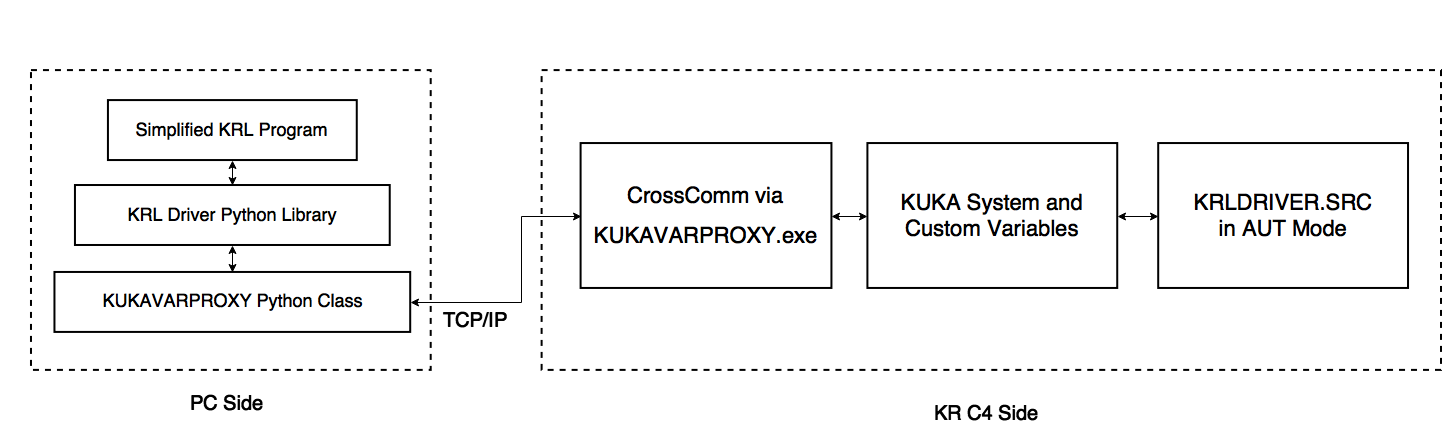 Simplified KRL Program
KRL Driver Python Library
KUKAVARPROXY Python Class
PC Side
TCP/IP
CrossComm via
KUKAVARPROXY.exe
KUKA System and
Custom Variables
KRLDRIVER.SRC
in AUT Mode
KR C4 Side